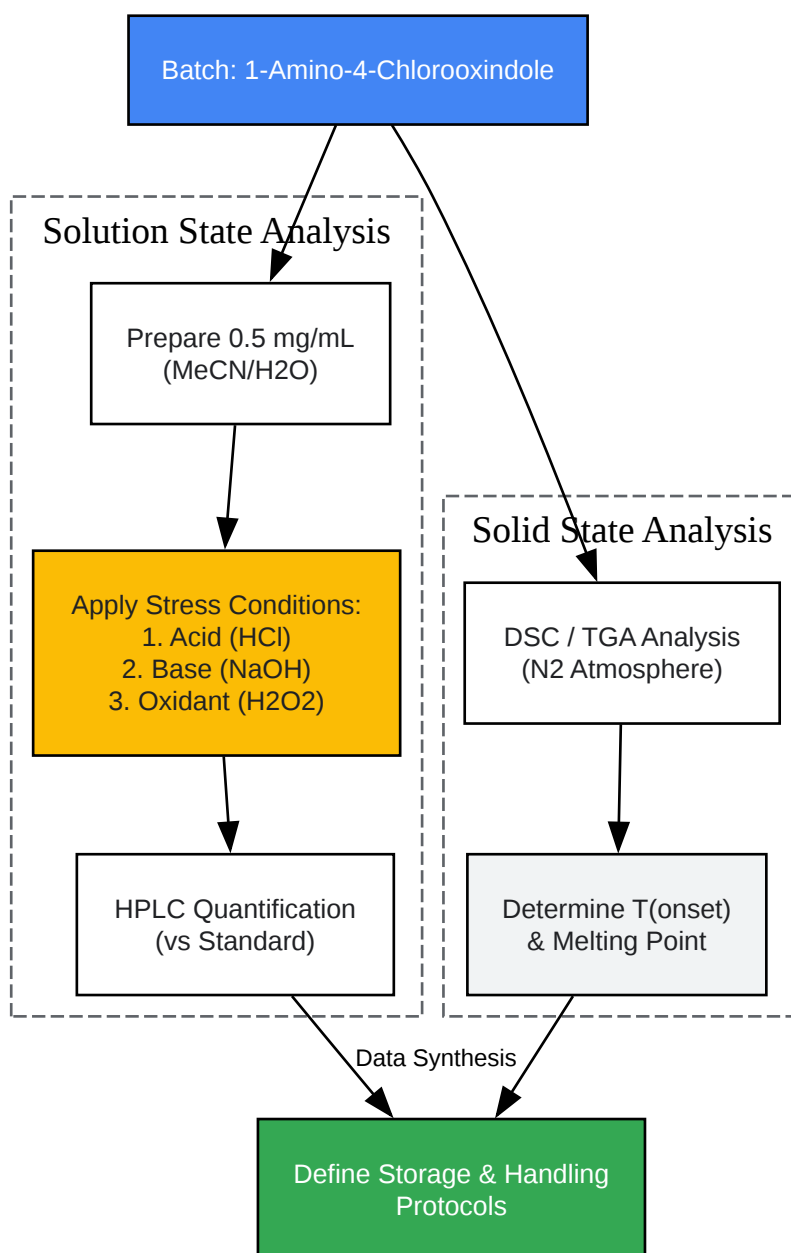 Batch: 1-Amino-4-Chlorooxindole
Solution State Analysis
Prepare 0.5 mg/mL
(MeCN/H2O)
Apply Stress Conditions:
1. Acid (HCl)
2. Base (NaOH)
3. Oxidant (H2O2)
HPLC Quantification
(vs Standard)
Solid State Analysis
DSC / TGA Analysis
(N2 Atmosphere)
Determine T(onset)
& Melting Point
Data Synthesis
Define Storage & Handling
Protocols